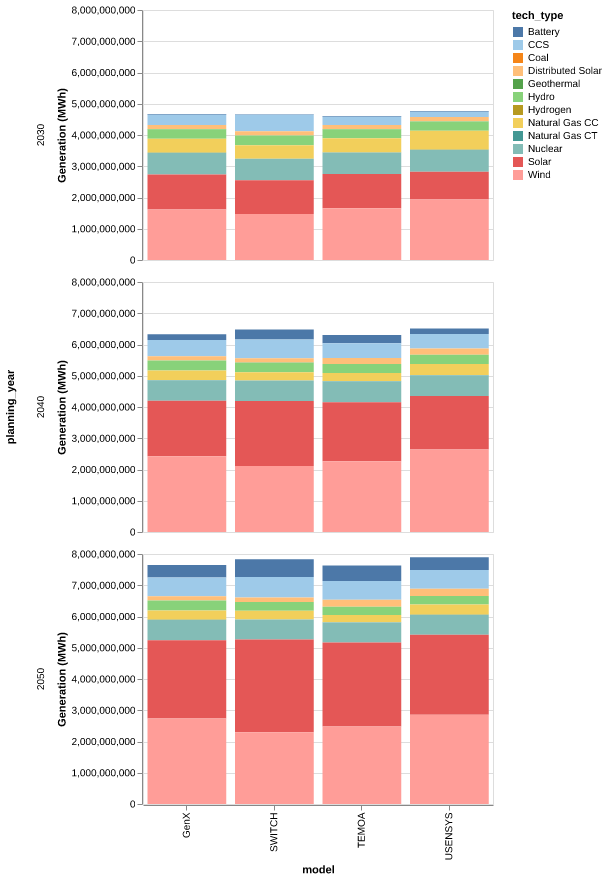 tech_type
Battery
CCS
Coal
Distributed Solar
Geothermal
Hydro
Hydrogen
Natural Gas CC
Natural Gas CT
Nuclear
Solar
Wind
planning_year
2030
Generation (MWh)
8,000,000,000
7,000,000,000
6,000,000,000
5,000,000,000
4,000,000,000
3,000,000,000
2,000,000,000
1,000,000,000
0
2040
Generation (MWh)
8,000,000,000
7,000,000,000
6,000,000,000
5,000,000,000
4,000,000,000
3,000,000,000
2,000,000,000
1,000,000,000
0
2050
Generation (MWh)
8,000,000,000
7,000,000,000
6,000,000,000
5,000,000,000
4,000,000,000
3,000,000,000
2,000,000,000
1,000,000,000
0
GenX
SWITCH
TEMOA
USENSYS
model